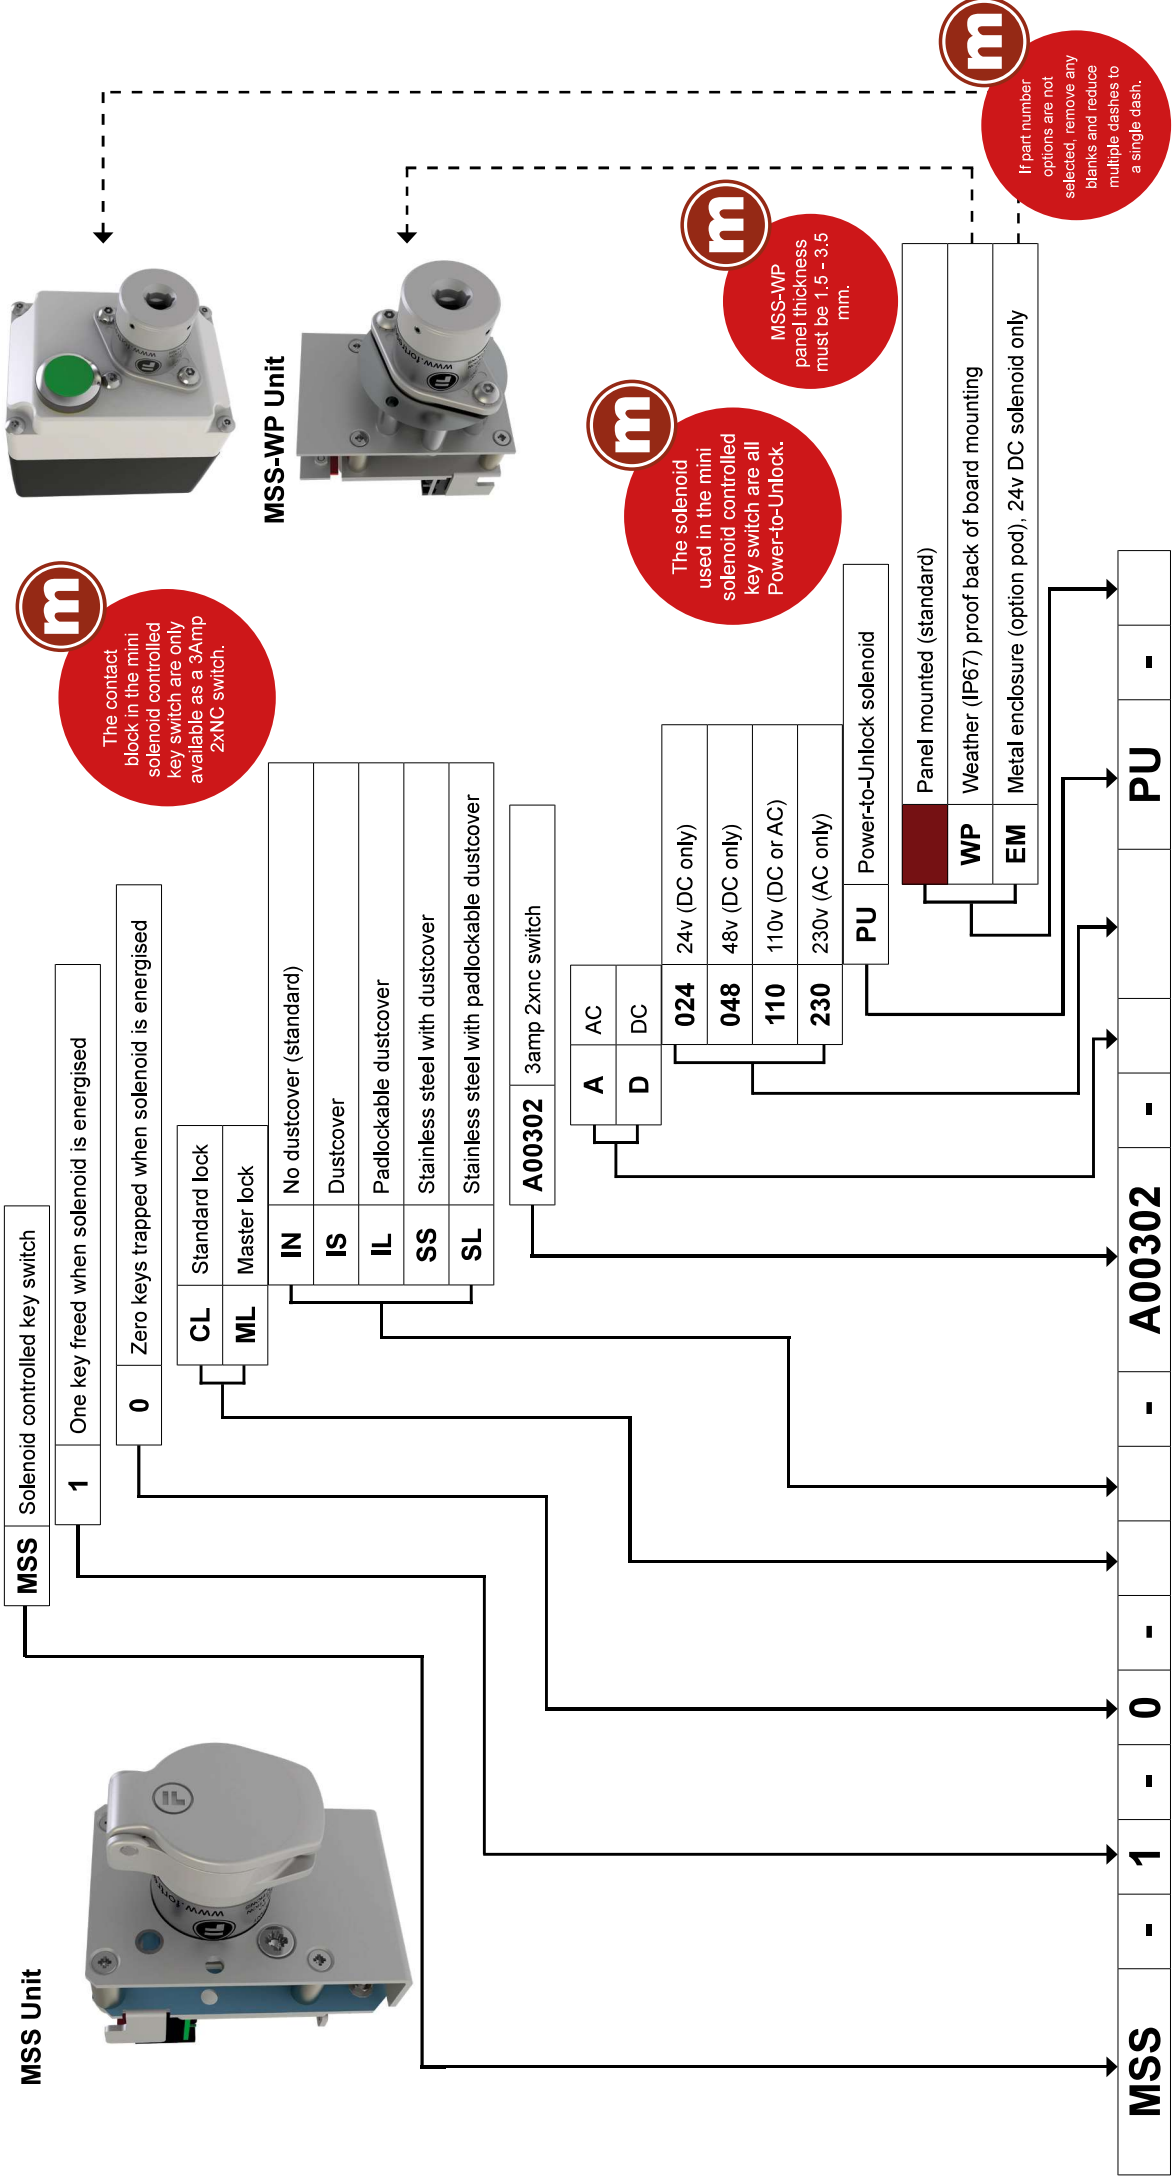 MSS Unit
MSS Solenoid controlled key switch
1 One key freed when solenoid is energised
0 Zero keys trapped when solenoid is energised
CL Standard lock
ML Master lock
IN No dustcover (standard)
IS Dustcover
IL Padlockable dustcover
SS Stainless steel with dustcover
SL Stainless steel with padlockable dustcover
A00302 3amp 2xnc switch
A AC
D DC
024 24v (DC only)
048 48v (DC only)
110 110v (DC or AC)
230 230v (AC only)
PU Power-to-Unlock solenoid
Panel mounted (standard)
WP Weather (IP67) proof back of board mounting
EM Metal enclosure (option pod), 24v DC solenoid only
m
The contact
block in the mini
solenoid controlled
key switch are only
available as a 3Amp
2xNC switch.
MSS-WP Unit
m
The solenoid
used in the mini
solenoid controlled
key switch are all
Power-to-Unlock.
m
MSS-WP
panel thickness
must be 1.5 - 3.5
mm.
m
If part number
options are not
selected, remove any
blanks and reduce
multiple dashes to
a single dash.
MSS - 1 - 0 - - A00302 - PU -